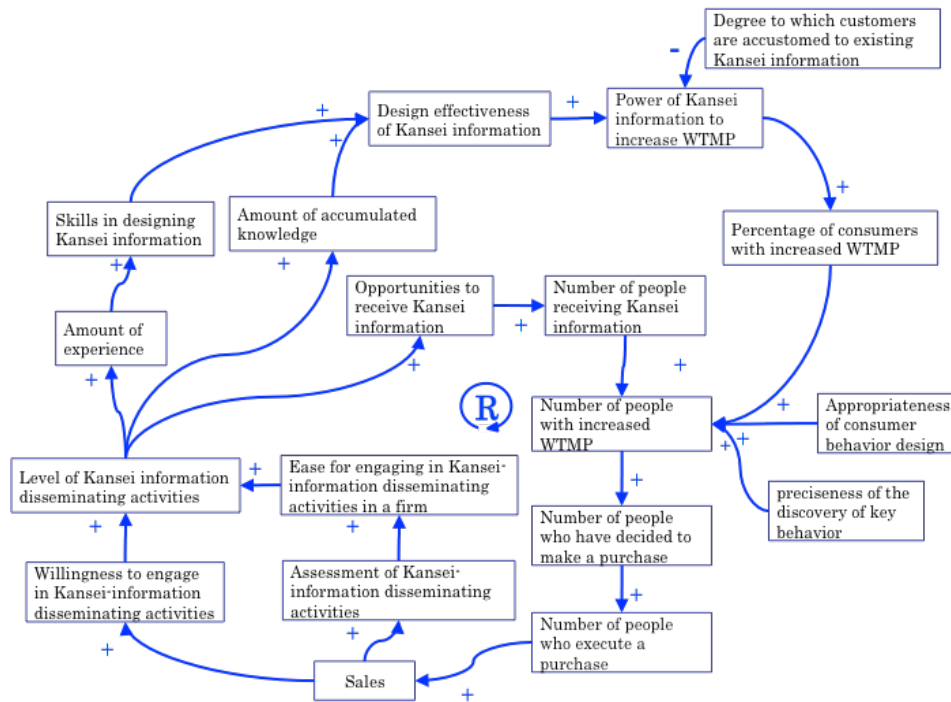 Degree to which customers
are accustomed to existing
Kansei information
-
Design effectiveness
of Kansei information
+
Power of Kansei
information to
increase WTMP
+
+
+
Skills in designing
Kansei information
Amount of accumulated
knowledge
Percentage of consumers
with increased WTMP
+
+
Opportunities to
receive Kansei
information
+
Number of people
receiving Kansei
information
Amount of
experience
+
+
+
R
Number of people
with increased
WTMP
+
+
+
Appropriateness
of consumer
behavior design
Level of Kansei information
disseminating activities
+
Ease for engaging in Kansei-
information disseminating
activities in a firm
+
preciseness of the
discovery of key
behavior
+
+
Number of people
who have decided to
make a purchase
Willingness to engage
in Kansei-information
disseminating activities
Assessment of Kansei-
information disseminating
activities
+
+
+
Number of people
who execute a
purchase
Sales
+